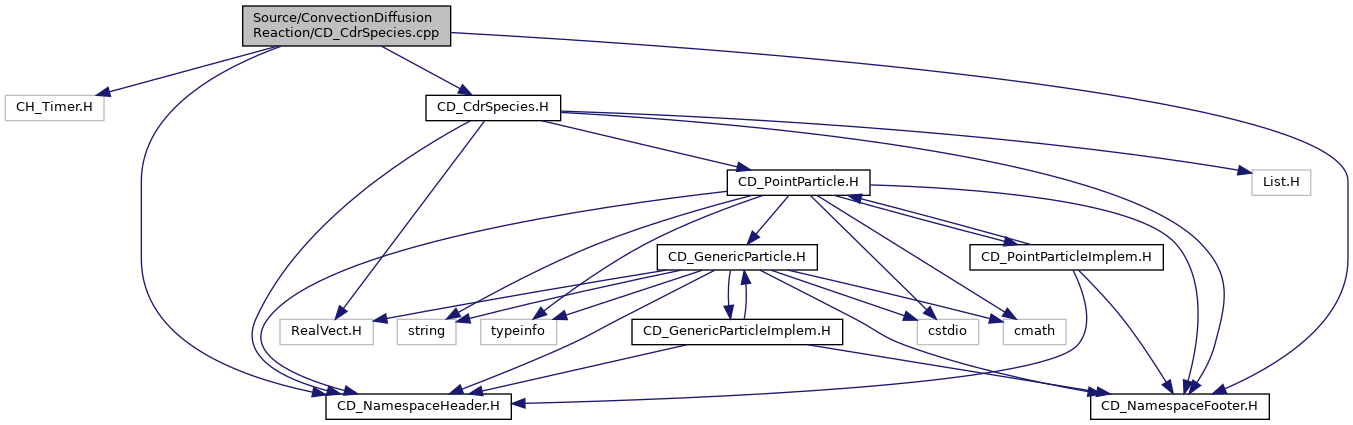 Source/ConvectionDiffusion
Reaction/CD_CdrSpecies.cpp
CH_Timer.H
CD_CdrSpecies.H
CD_PointParticle.H
List.H
CD_GenericParticle.H
CD_PointParticleImplem.H
RealVect.H
string
typeinfo
CD_GenericParticleImplem.H
cstdio
cmath
CD_NamespaceHeader.H
CD_NamespaceFooter.H